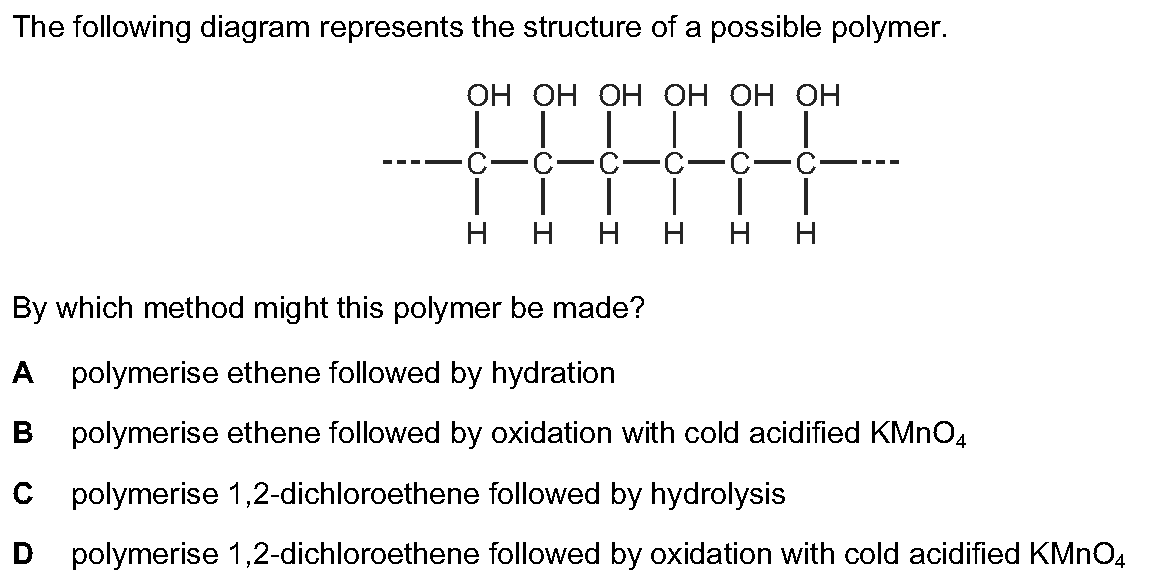 The following diagram represents the structure of a possible polymer.
OH OH OH OH OH OH
C C C C C C
H H H H H H
By which method might this polymer be made?
A polymerise ethene followed by hydration
B polymerise ethene followed by oxidation with cold acidified KMnO₄
C polymerise 1,2-dichloroethene followed by hydrolysis
D polymerise 1,2-dichloroethene followed by oxidation with cold acidified KMnO₄